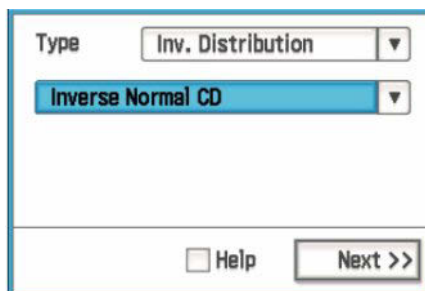 Type Inv. Distribution
Inverse Normal CD
Help Next >>